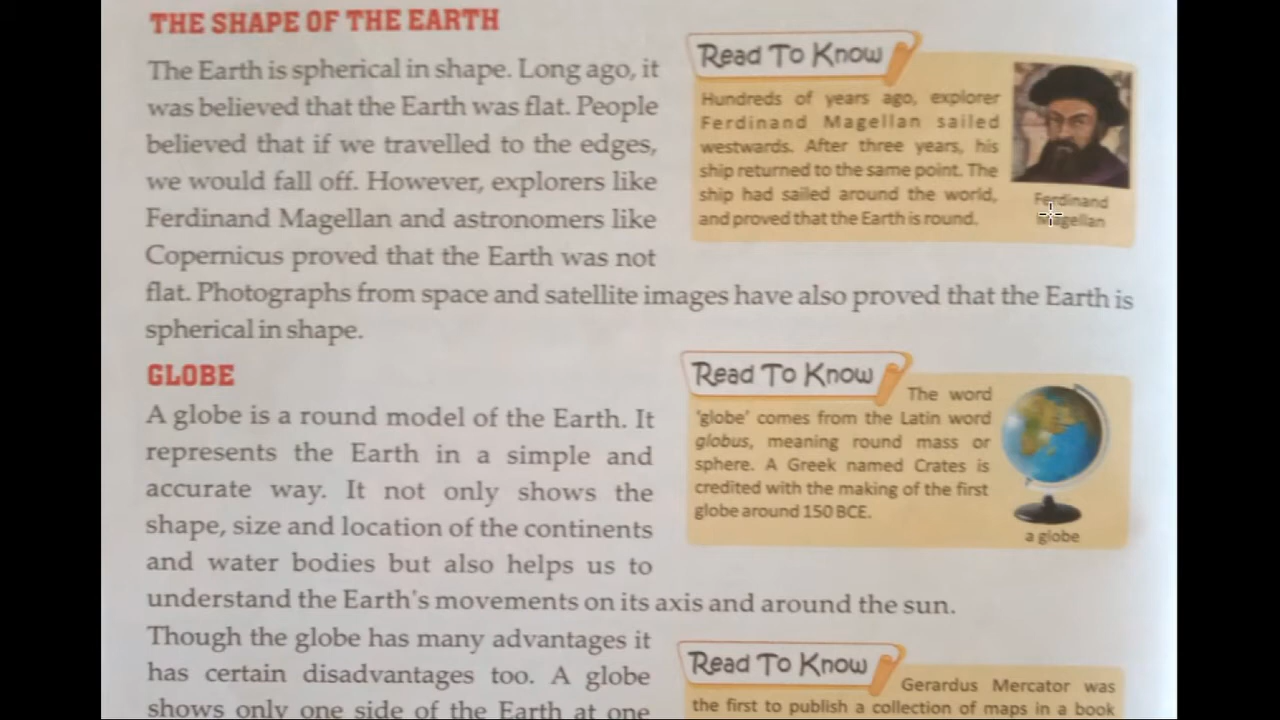 THE SHAPE OF THE EARTH
The Earth is spherical in shape. Long ago, it
was believed that the Earth was flat. People
believed that if we travelled to the edges,
we would fall off. However, explorers like
Ferdinand Magellan and astronomers like
Copernicus proved that the Earth was not
flat. Photographs from space and satellite images have also proved that the Earth is
spherical in shape.
Read To Know
Hundreds of years ago, explorer
Ferdinand Magellan sailed
westwards. After three years, his
ship returned to the same point. The
ship had sailed around the world,
and proved that the Earth is round.
Ferdinand
Magellan
GLOBE
A globe is a round model of the Earth. It
represents the Earth in a simple and
accurate way. It not only shows the
shape, size and location of the continents
and water bodies but also helps us to
understand the Earth's movements on its axis and around the sun.
Read To Know
The word
'globe' comes from the Latin word
globus, meaning round mass or
sphere. A Greek named Crates is
credited with the making of the first
globe around 150 BCE.
a globe
Though the globe has many advantages it
has certain disadvantages too. A globe
shows only one side of the Earth at one
Read To Know
Gerardus Mercator was
the first to publish a collection of maps in a book